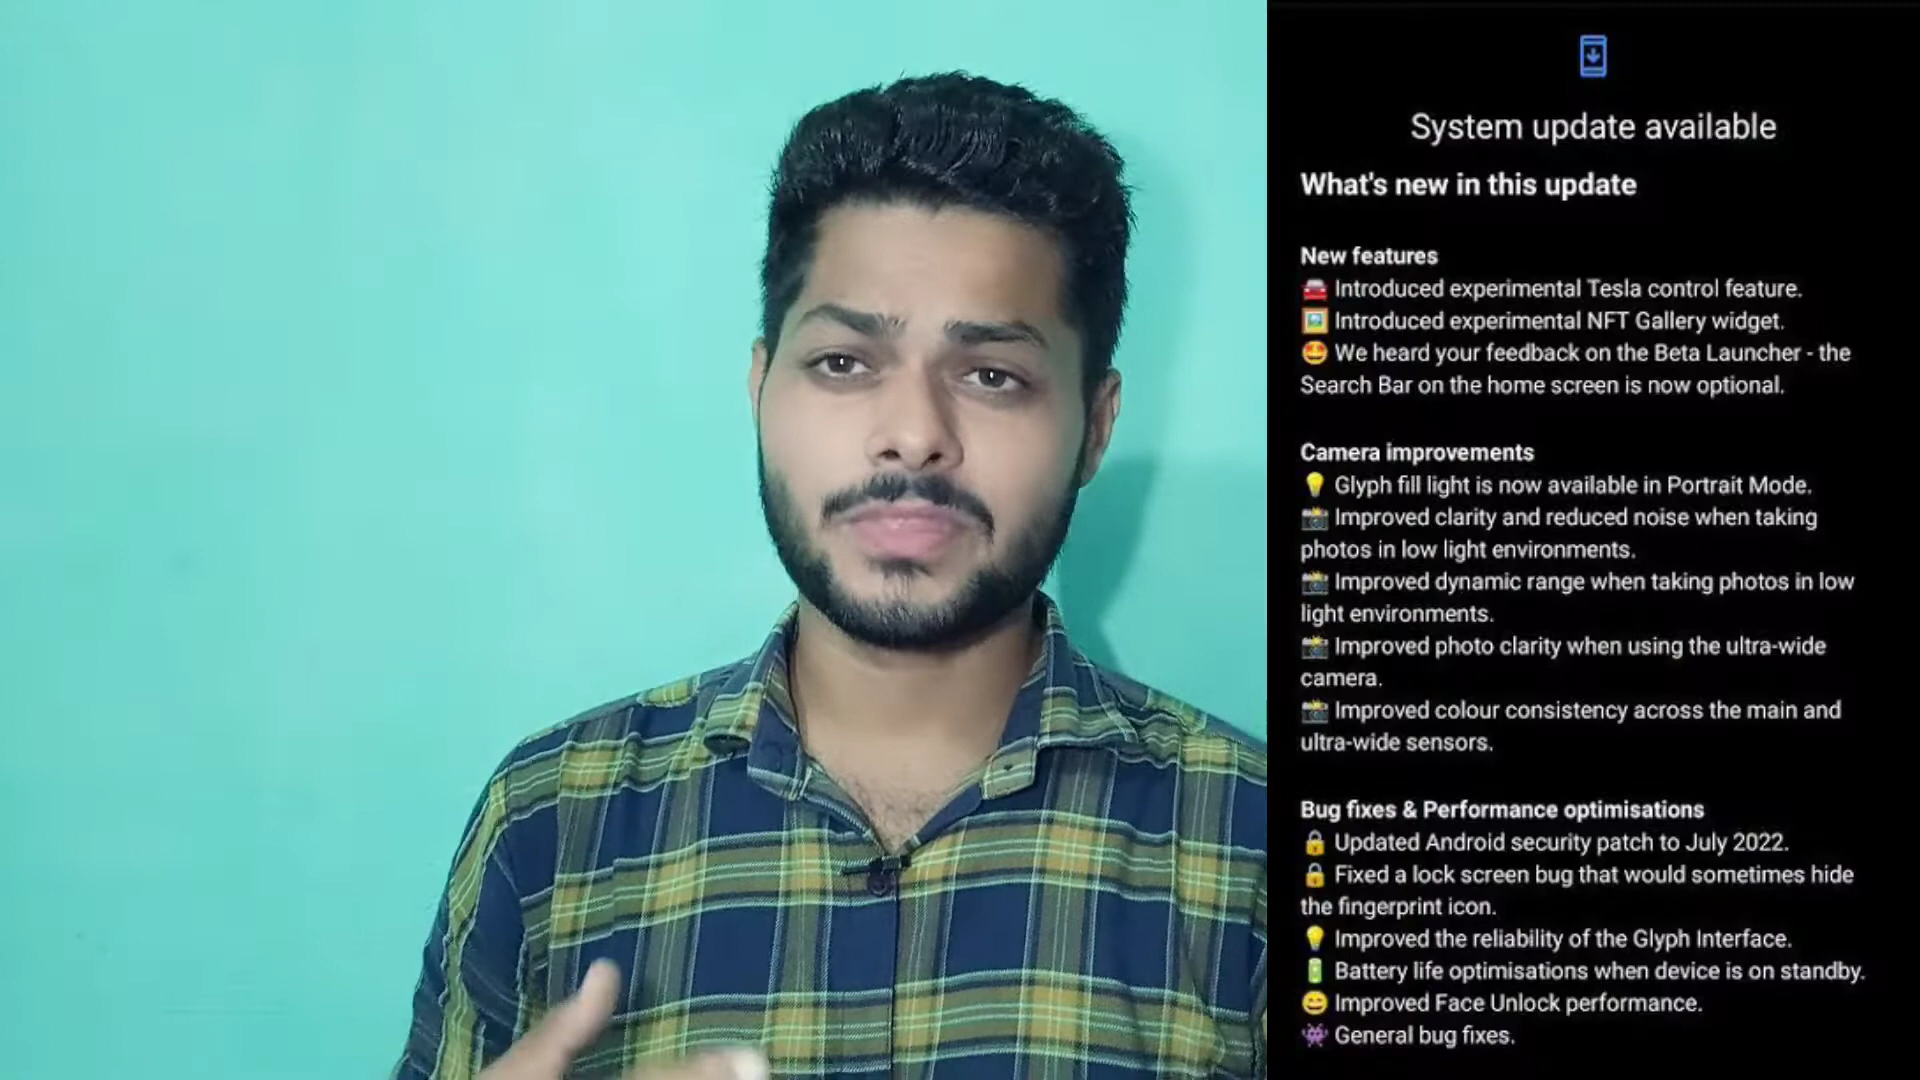 System update available
What's new in this update
New features
🚘 Introduced experimental Tesla control feature.
🖼️ Introduced experimental NFT Gallery widget.
🤩 We heard your feedback on the Beta Launcher - the
Search Bar on the home screen is now optional.
Camera improvements
💡 Glyph fill light is now available in Portrait Mode.
📸 Improved clarity and reduced noise when taking
photos in low light environments.
📸 Improved dynamic range when taking photos in low
light environments.
📸 Improved photo clarity when using the ultra-wide
camera.
📸 Improved colour consistency across the main and
ultra-wide sensors.
Bug fixes & Performance optimisations
🔒 Updated Android security patch to July 2022.
🔒 Fixed a lock screen bug that would sometimes hide
the fingerprint icon.
💡 Improved the reliability of the Glyph Interface.
🔋 Battery life optimisations when device is on standby.
😄 Improved Face Unlock performance.
👾 General bug fixes.